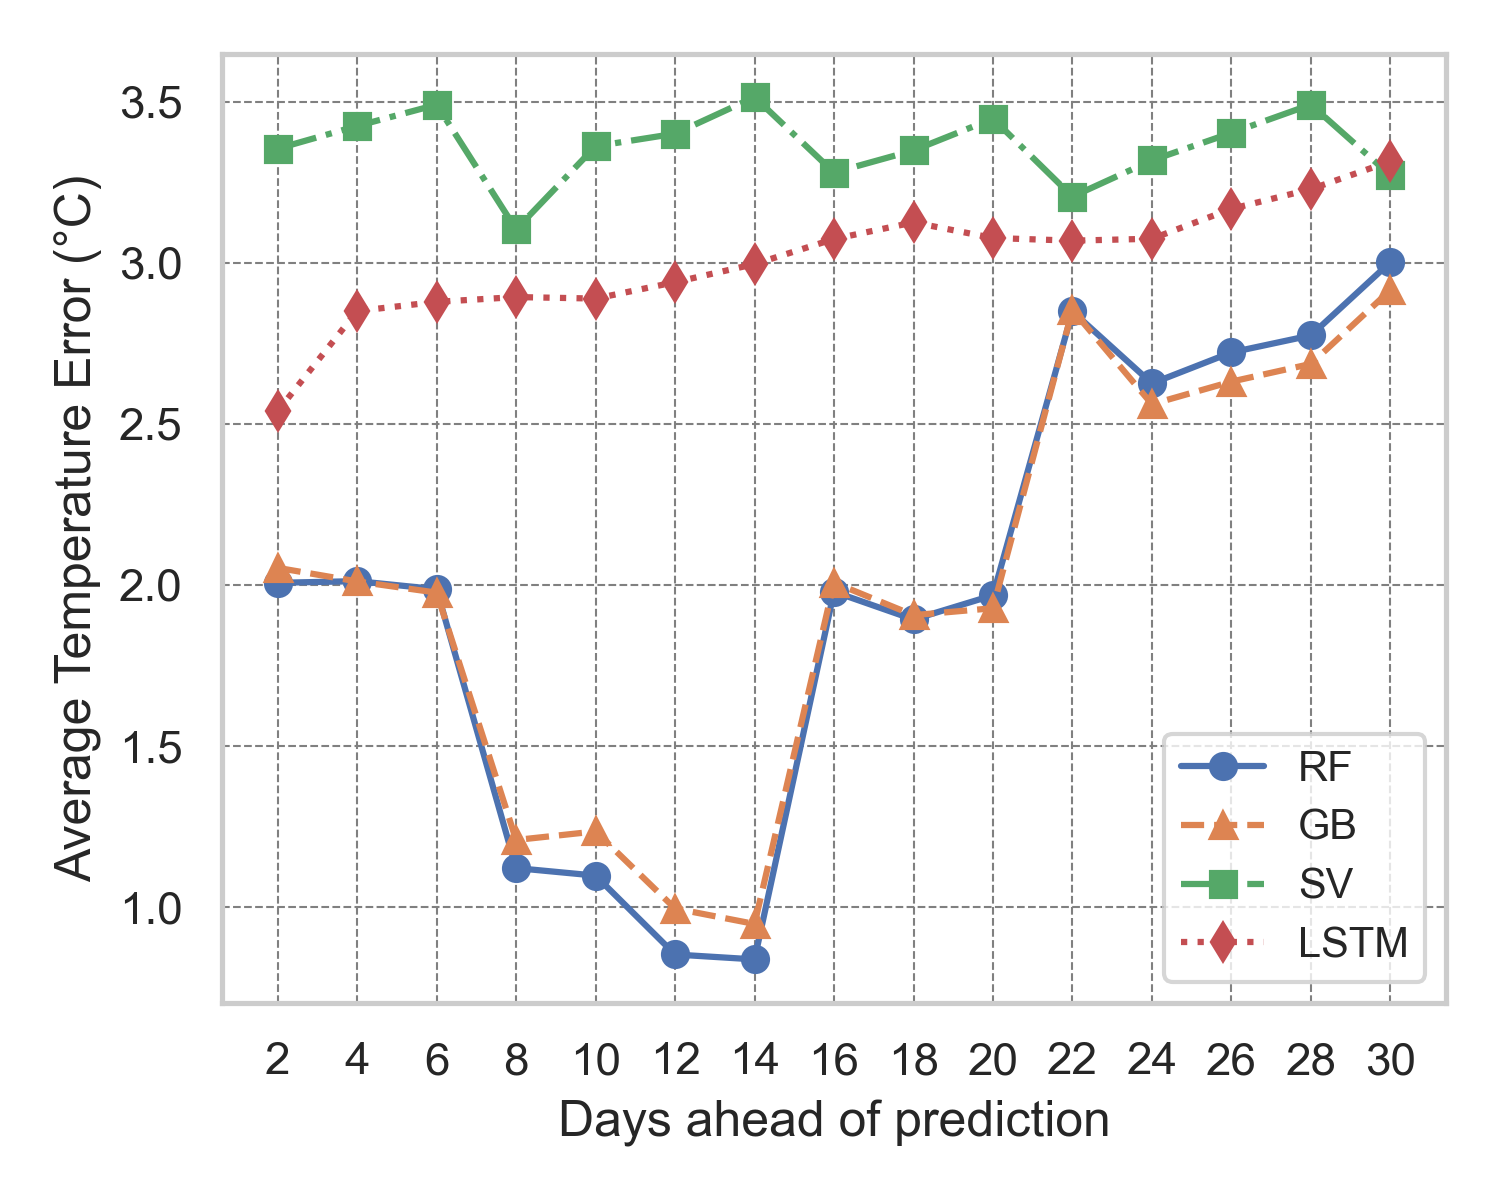 Average Temperature Error (°C)
3.5
3.0
2.5
2.0
1.5
1.0
RF
GB
SV
LSTM
2 4 6 8 10 12 14 16 18 20 22 24 26 28 30
Days ahead of prediction